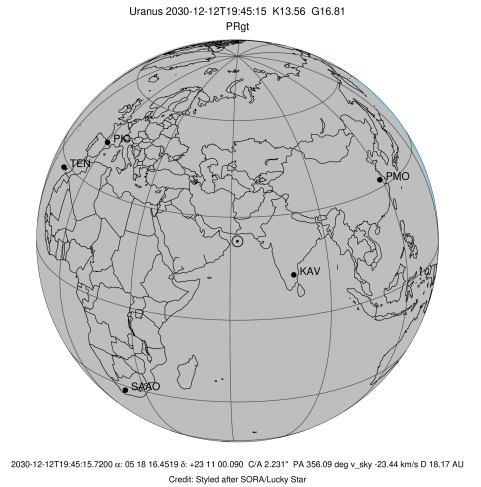 Uranus 2030-12-12T19:45:15 K13.56 G16.81
PRgt
PIC
TEN
PMO
KAV
SAAO
2030-12-12T19:45:15.7200 α: 05 18 16.4519 δ: +23 11 00.090 C/A 2.231" PA 356.09 deg v_sky -23.44 km/s D 18.17 AU
Credit: Styled after SORA/Lucky Star